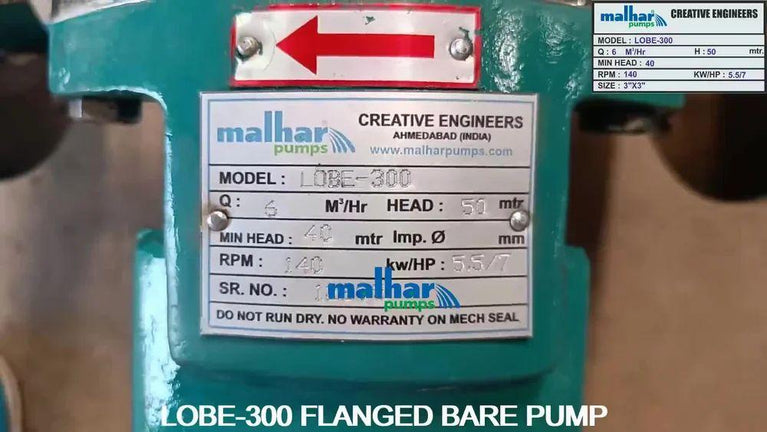 malhar pumps CREATIVE ENGINEERS
MODEL : LOBE-300
Q : 6 M³/Hr H : 50 mtr.
MIN HEAD : 40
RPM : 140 KW/HP : 5.5/7
SIZE : 3"X3"
malhar pumps
CREATIVE ENGINEERS
AHMEDABAD (INDIA)
www.malharpumps.com
MODEL : LOBE-300
Q : 6 M³/Hr HEAD : 50 mtr
MIN HEAD : 40 mtr Imp. Ø mm
RPM : 140 kw/HP : 5.5/7
SR. NO. :
malhar pumps
DO NOT RUN DRY. NO WARRANTY ON MECH SEAL
LOBE-300 FLANGED BARE PUMP